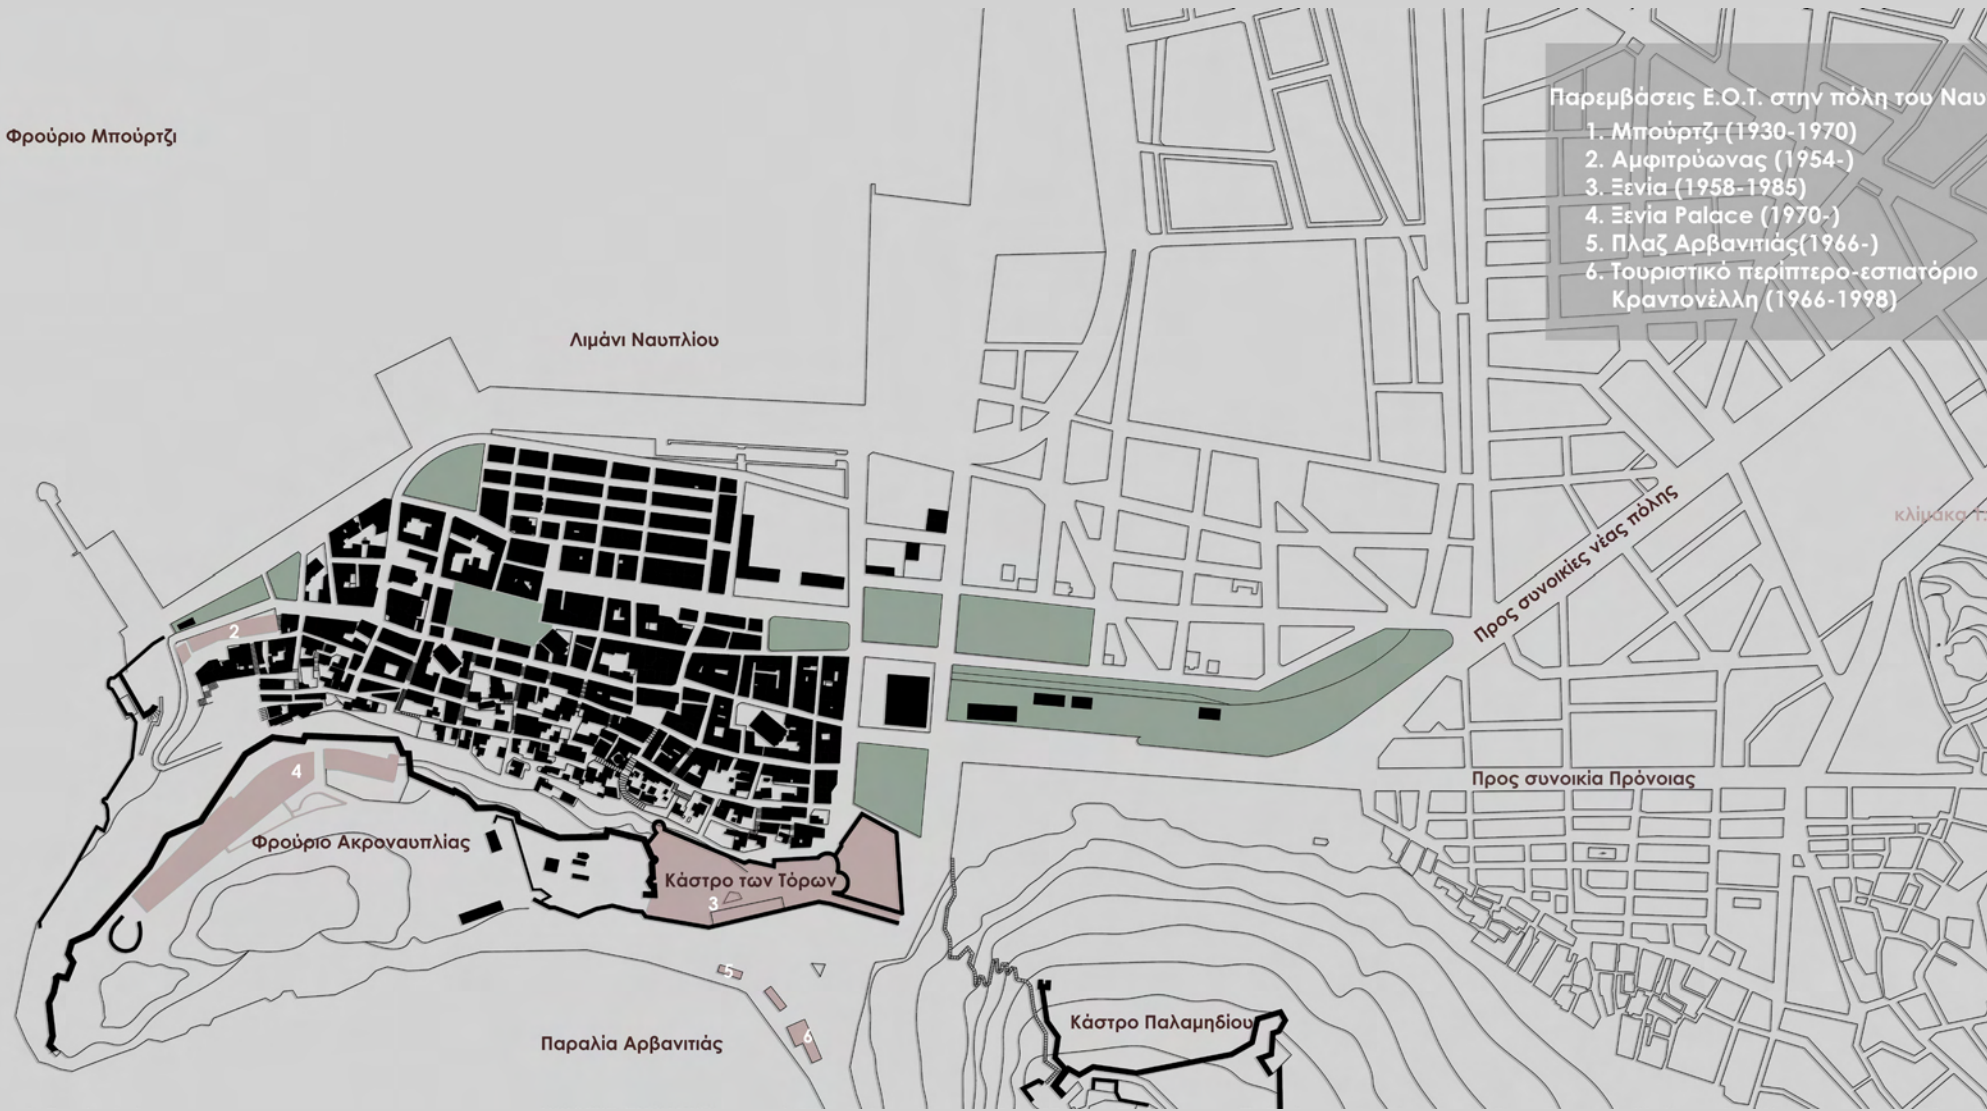 Παρεμβάσεις Ε.Ο.Τ. στην πόλη του Ναυ
1. Μπούρτζι (1930-1970)
2. Αμφιτρύωνας (1954-)
3. Ξενία (1958-1985)
4. Ξενία Palace (1970-)
5. Πλαζ Αρβανιτιάς(1966-)
6. Τουριστικό περίπτερο-εστιατόριο
Κραντονέλλη (1966-1998)
Φρούριο Μπούρτζι
Λιμάνι Ναυπλίου
Προς συνοικίες νέας πόλης
κλίμακα
2
Προς συνοικία Πρόνοιας
4
Φρούριο Ακροναυπλίας
Κάστρο των Τόρων
3
5
Κάστρο Παλαμηδίου
6
Παραλία Αρβανιτιάς